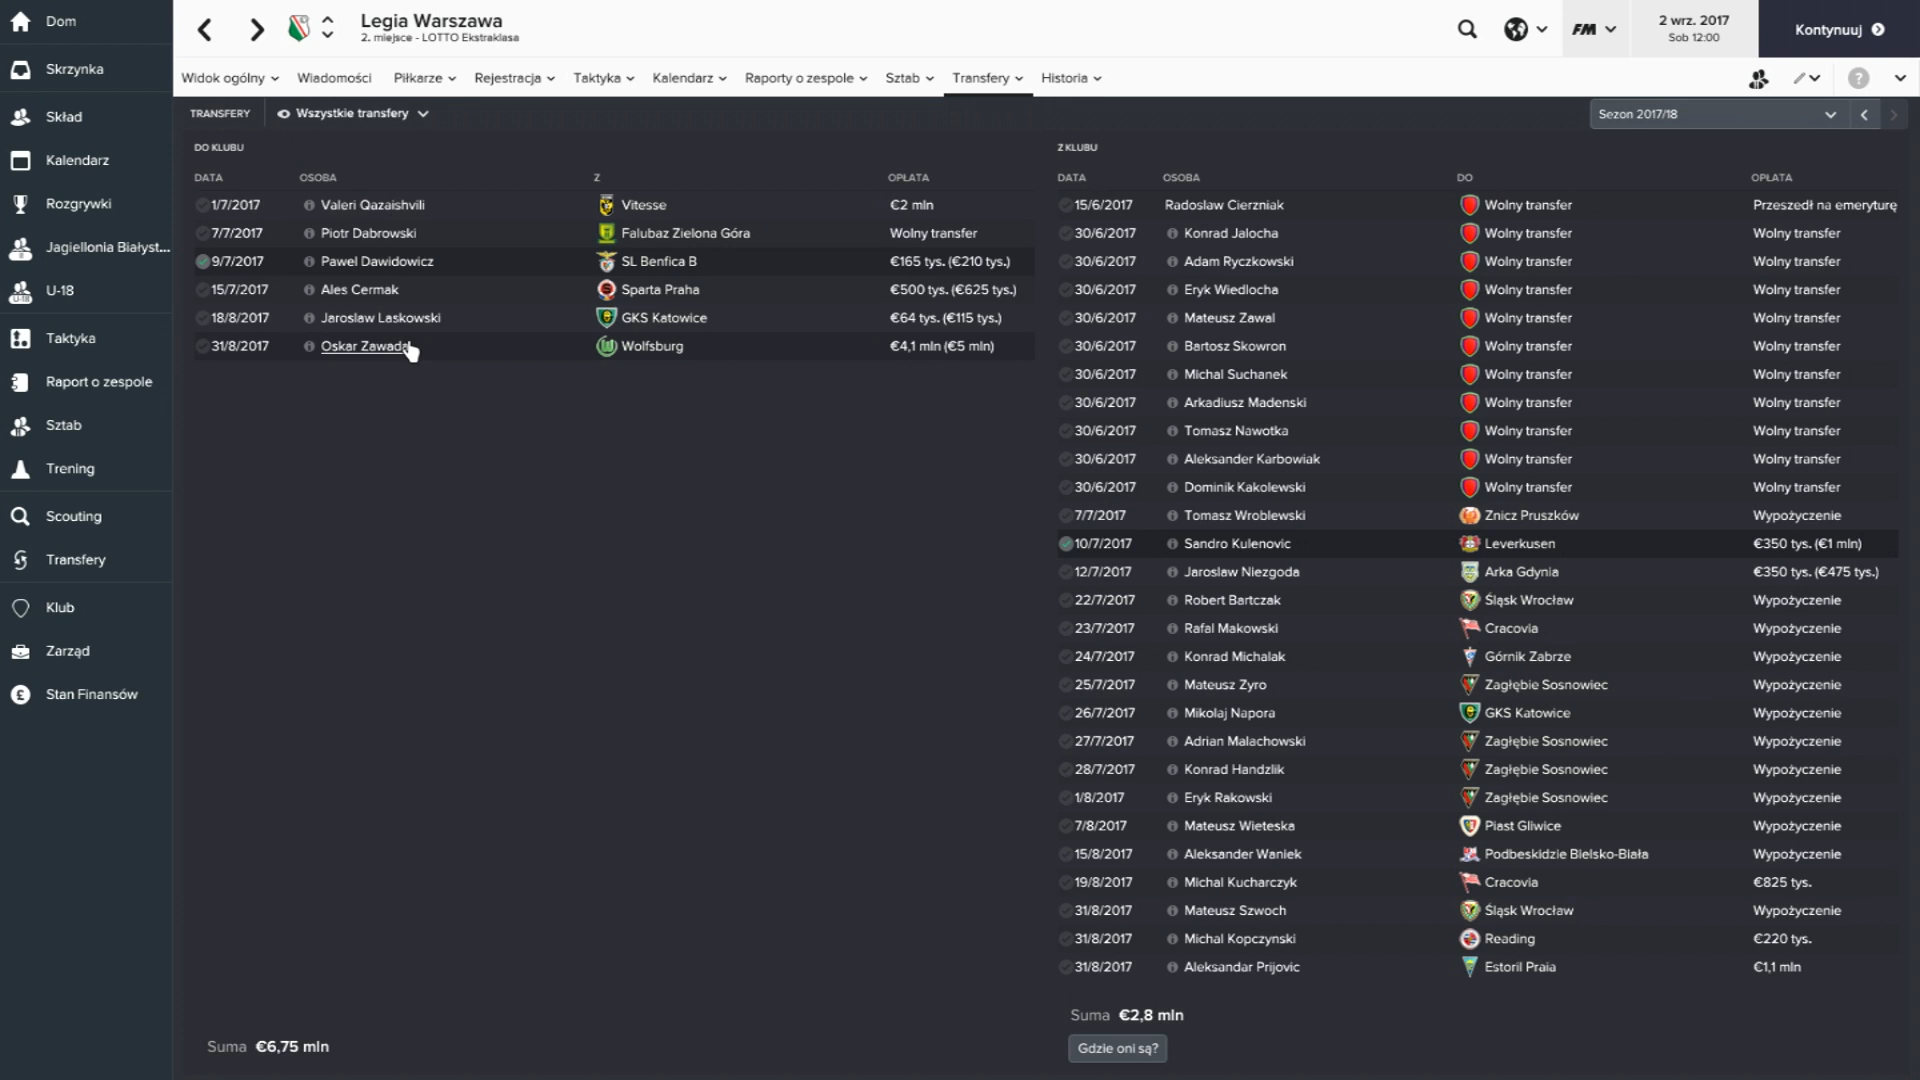 Dom
Skrzynka
Skład
Kalendarz
Rozgrywki
Jagiellonia Białyst...
U-18
Taktyka
Raport o zespole
Sztab
Trening
Scouting
Transfery
Klub
Zarząd
Stan Finansów
Legia Warszawa
2. miejsce - LOTTO Ekstraklasa
FM
2 wrz. 2017
Sob 12:00
Kontynuuj
Widok ogólny Wiadomości Piłkarze Rejestracja Taktyka Kalendarz Raporty o zespole Sztab Transfery Historia
TRANSFERY Wszystkie transfery Sezon 2017/18
DO KLUBU
DATA OSOBA Z OPŁATA
1/7/2017 Valeri Qazaishvili Vitesse €2 mln
7/7/2017 Piotr Dabrowski Falubaz Zielona Góra Wolny transfer
9/7/2017 Pawel Dawidowicz SL Benfica B €165 tys. (€210 tys.)
15/7/2017 Ales Cermak Sparta Praha €500 tys. (€625 tys.)
18/8/2017 Jaroslaw Laskowski GKS Katowice €64 tys. (€115 tys.)
31/8/2017 Oskar Zawada Wolfsburg €4,1 mln (€5 mln)
Suma €6,75 mln
Z KLUBU
DATA OSOBA DO OPŁATA
15/6/2017 Radoslaw Cierzniak Wolny transfer Przeszedł na emeryturę
30/6/2017 Konrad Jalocha Wolny transfer Wolny transfer
30/6/2017 Adam Ryczkowski Wolny transfer Wolny transfer
30/6/2017 Eryk Wiedlocha Wolny transfer Wolny transfer
30/6/2017 Mateusz Zawal Wolny transfer Wolny transfer
30/6/2017 Bartosz Skowron Wolny transfer Wolny transfer
30/6/2017 Michal Suchanek Wolny transfer Wolny transfer
30/6/2017 Arkadiusz Madenski Wolny transfer Wolny transfer
30/6/2017 Tomasz Nawotka Wolny transfer Wolny transfer
30/6/2017 Aleksander Karbowiak Wolny transfer Wolny transfer
30/6/2017 Dominik Kakolewski Wolny transfer Wolny transfer
7/7/2017 Tomasz Wroblewski Znicz Pruszków Wypożyczenie
10/7/2017 Sandro Kulenovic Leverkusen €350 tys. (€1 mln)
12/7/2017 Jaroslaw Niezgoda Arka Gdynia €350 tys. (€475 tys.)
22/7/2017 Robert Bartczak Śląsk Wrocław Wypożyczenie
23/7/2017 Rafal Makowski Cracovia Wypożyczenie
24/7/2017 Konrad Michalak Górnik Zabrze Wypożyczenie
25/7/2017 Mateusz Zyro Zagłębie Sosnowiec Wypożyczenie
26/7/2017 Mikolaj Napora GKS Katowice Wypożyczenie
27/7/2017 Adrian Malachowski Zagłębie Sosnowiec Wypożyczenie
28/7/2017 Konrad Handzlik Zagłębie Sosnowiec Wypożyczenie
1/8/2017 Eryk Rakowski Zagłębie Sosnowiec Wypożyczenie
7/8/2017 Mateusz Wieteska Piast Gliwice Wypożyczenie
15/8/2017 Aleksander Waniek Podbeskidzie Bielsko-Biała Wypożyczenie
19/8/2017 Michal Kucharczyk Cracovia €825 tys.
31/8/2017 Mateusz Szwoch Śląsk Wrocław Wypożyczenie
31/8/2017 Michal Kopczynski Reading €220 tys.
31/8/2017 Aleksandar Prijovic Estoril Praia €1,1 mln
Suma €2,8 mln
Gdzie oni są?